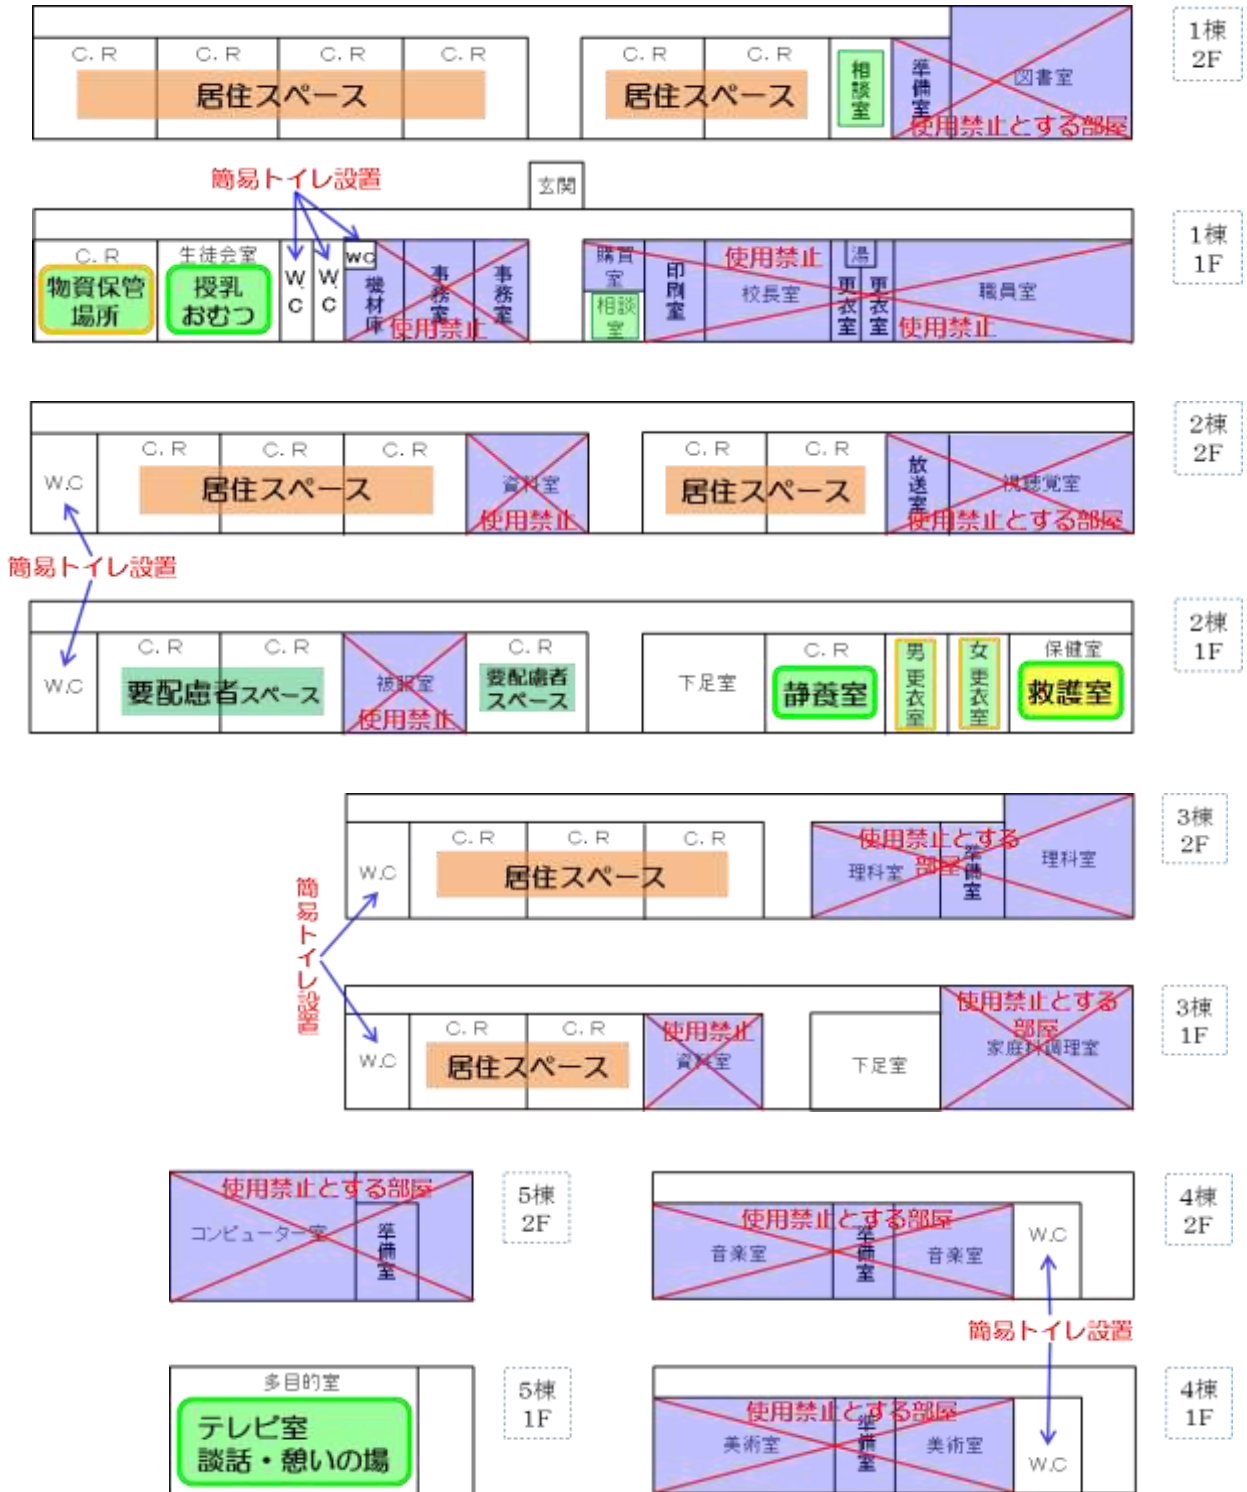 C.R C.R C.R C.R C.R C.R
居住スペース 居住スペース
相談室
準備室
図書室
使用禁止とする部屋
1棟
2F
簡易トイレ設置
玄関
C.R
物資保管
場所
生徒会室
授乳
おむつ
W.C
W.C
WC
機材庫
事務室
事務室
使用禁止
購買室
相談室
印刷室
使用禁止
校長室
湯
更衣室
更衣室
職員室
使用禁止
1棟
1F
W.C
C.R C.R C.R
居住スペース
資料室
使用禁止
C.R C.R
居住スペース
放送室
視聴覚室
使用禁止とする部屋
2棟
2F
簡易トイレ設置
W.C
C.R C.R
要配慮者スペース
被服室
使用禁止
C.R
要配慮者
スペース
下足室
C.R
静養室
男更衣室
女更衣室
保健室
救護室
2棟
1F
簡易トイレ設置
W.C
C.R C.R C.R
居住スペース
使用禁止とする
部屋
理科室
準備室
理科室
3棟
2F
W.C
C.R C.R
居住スペース
使用禁止
資料室
下足室
使用禁止とする
部屋
家庭科調理室
3棟
1F
使用禁止とする部屋
コンピューター室
準備室
5棟
2F
使用禁止とする部屋
音楽室
準備室
音楽室
W.C
4棟
2F
簡易トイレ設置
多目的室
テレビ室
談話・憩いの場
5棟
1F
使用禁止とする部屋
美術室
準備室
美術室
W.C
4棟
1F